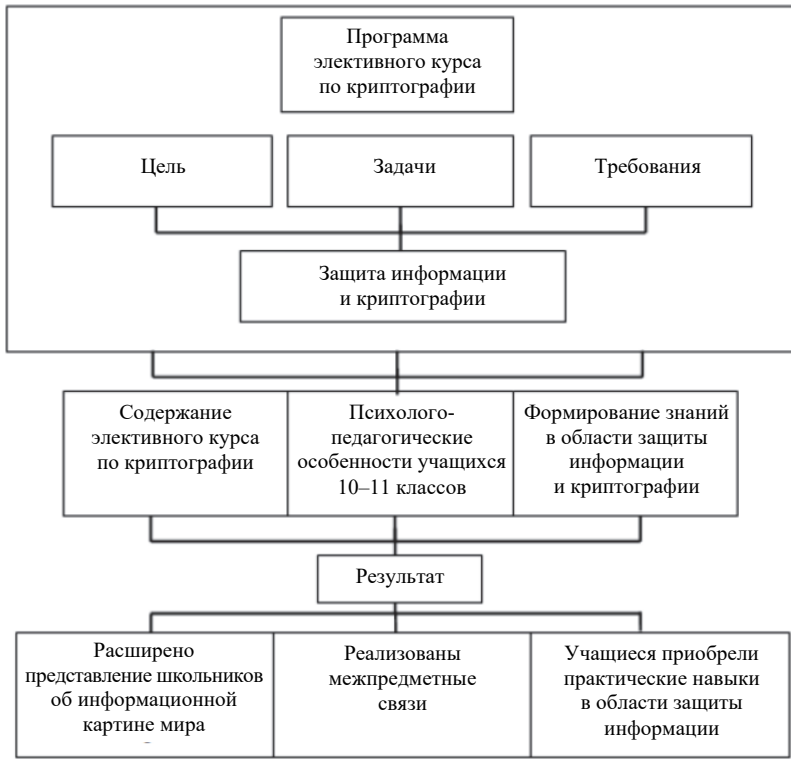 Программа
элективного курса
по криптографии
Цель
Задачи
Требования
Защита информации
и криптографии
Содержание
элективного курса
по криптографии
Психолого-
педагогические
особенности учащихся
10–11 классов
Формирование знаний
в области защиты
информации
и криптографии
Результат
Расширено
представление школьников
об информационной
картине мира
Реализованы
межпредметные
связи
Учащиеся приобрели
практические навыки
в области защиты
информации